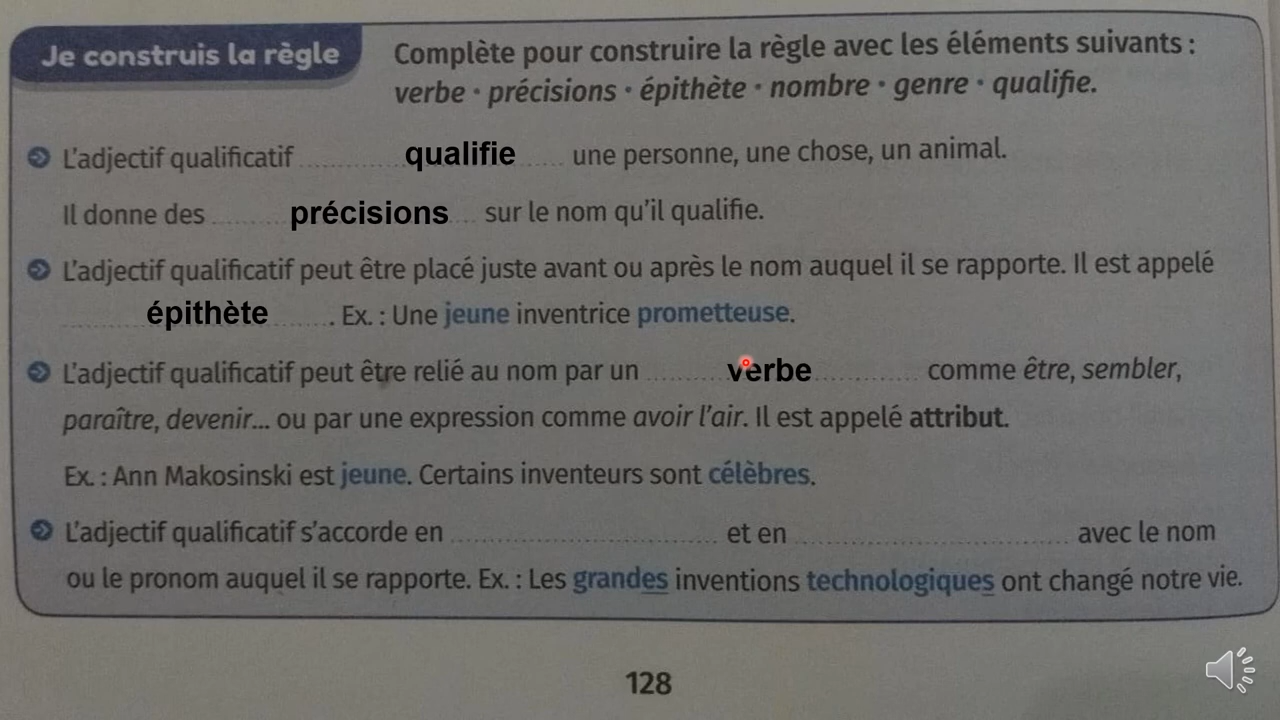 Je construis la règle
Complète pour construire la règle avec les éléments suivants :
verbe • précisions • épithète • nombre • genre • qualifie.
L'adjectif qualificatif ............ qualifie ...... une personne, une chose, un animal.
Il donne des ......... précisions .... sur le nom qu'il qualifie.
L'adjectif qualificatif peut être placé juste avant ou après le nom auquel il se rapporte. Il est appelé
......... épithète ...... . Ex. : Une jeune inventrice prometteuse.
L'adjectif qualificatif peut être relié au nom par un ......... verbe ............ comme être, sembler,
paraître, devenir... ou par une expression comme avoir l'air. Il est appelé attribut.
Ex. : Ann Makosinski est jeune. Certains inventeurs sont célèbres.
L'adjectif qualificatif s'accorde en .............................. et en .............................. avec le nom
ou le pronom auquel il se rapporte. Ex. : Les grandes inventions technologiques ont changé notre vie.
128